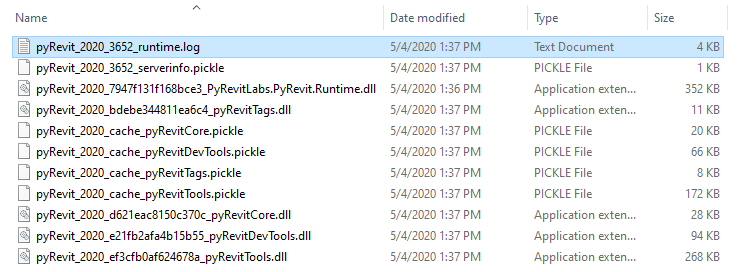 Name Date modified Type Size
pyRevit_2020_3652_runtime.log 5/4/2020 1:37 PM Text Document 4 KB
pyRevit_2020_3652_serverinfo.pickle 5/4/2020 1:37 PM PICKLE File 1 KB
pyRevit_2020_7947f131f168bce3_PyRevitLabs.PyRevit.Runtime.dll 5/4/2020 1:36 PM Application exten... 352 KB
pyRevit_2020_bdebe344811ea6c4_pyRevitTags.dll 5/4/2020 1:37 PM Application exten... 11 KB
pyRevit_2020_cache_pyRevitCore.pickle 5/4/2020 1:37 PM PICKLE File 20 KB
pyRevit_2020_cache_pyRevitDevTools.pickle 5/4/2020 1:37 PM PICKLE File 66 KB
pyRevit_2020_cache_pyRevitTags.pickle 5/4/2020 1:37 PM PICKLE File 8 KB
pyRevit_2020_cache_pyRevitTools.pickle 5/4/2020 1:37 PM PICKLE File 172 KB
pyRevit_2020_d621eac8150c370c_pyRevitCore.dll 5/4/2020 1:37 PM Application exten... 28 KB
pyRevit_2020_e21fb2afa4b15b55_pyRevitDevTools.dll 5/4/2020 1:37 PM Application exten... 94 KB
pyRevit_2020_ef3cfb0af624678a_pyRevitTools.dll 5/4/2020 1:37 PM Application exten... 268 KB